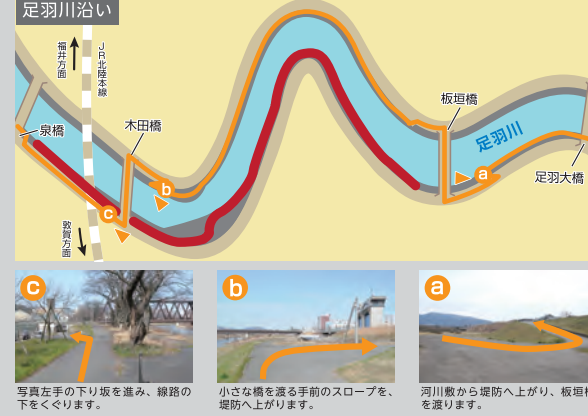 足羽川沿い
福井方面
JR北陸本線
泉橋
木田橋
板垣橋
足羽川
足羽大橋
a
b
c
敦賀方面
c
b
a
写真左手の下り坂を進み、線路の
下をくぐります。
小さな橋を渡る手前のスロープを、
堤防へ上がります。
河川敷から堤防へ上がり、板垣橋
を渡ります。